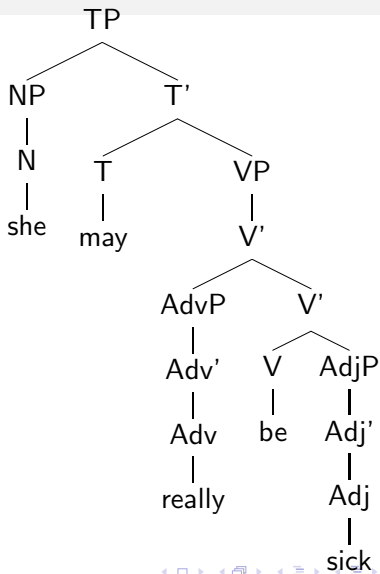 TP
NP T’
N T VP
she may V’
AdvP V’
Adv’ V AdjP
Adv be Adj’
really Adj
sick